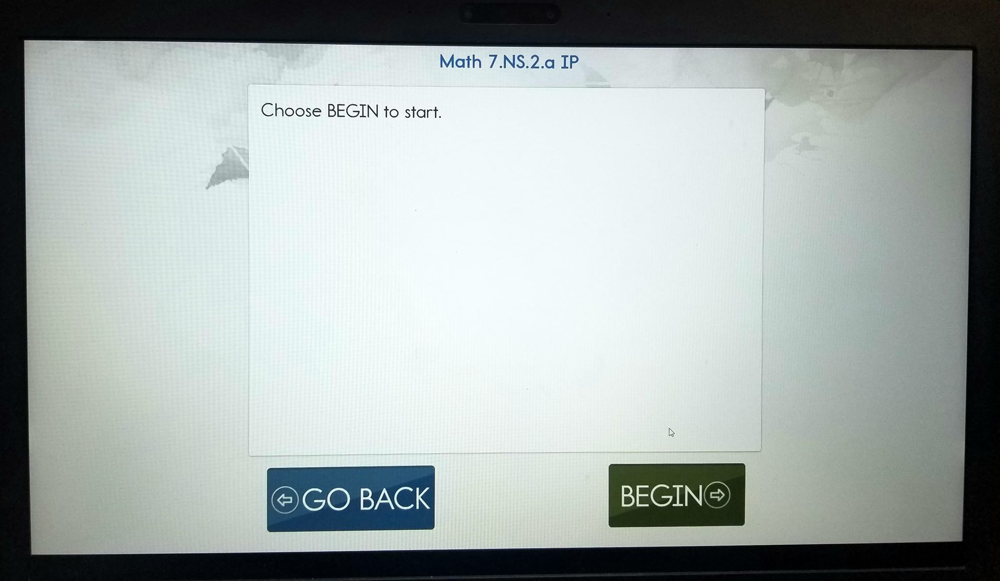 Math 7.NS.2.a IP
Choose BEGIN to start.
GO BACK
BEGIN